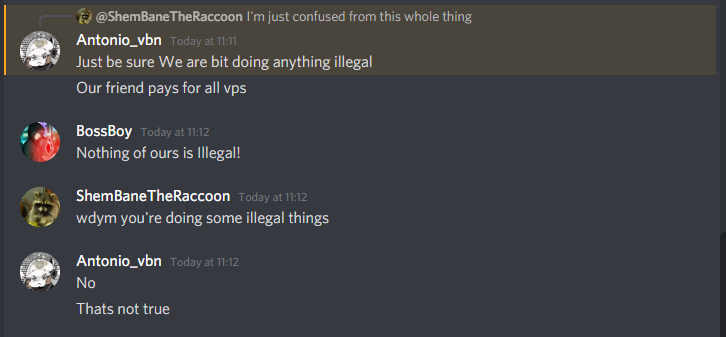 @ShemBaneTheRaccoon I'm just confused from this whole thing
Antonio_vbn Today at 11:11
Just be sure We are bit doing anything illegal
Our friend pays for all vps
BossBoy Today at 11:12
Nothing of ours is Illegal!
ShemBaneTheRaccoon Today at 11:12
wdym you're doing some illegal things
Antonio_vbn Today at 11:12
No
Thats not true